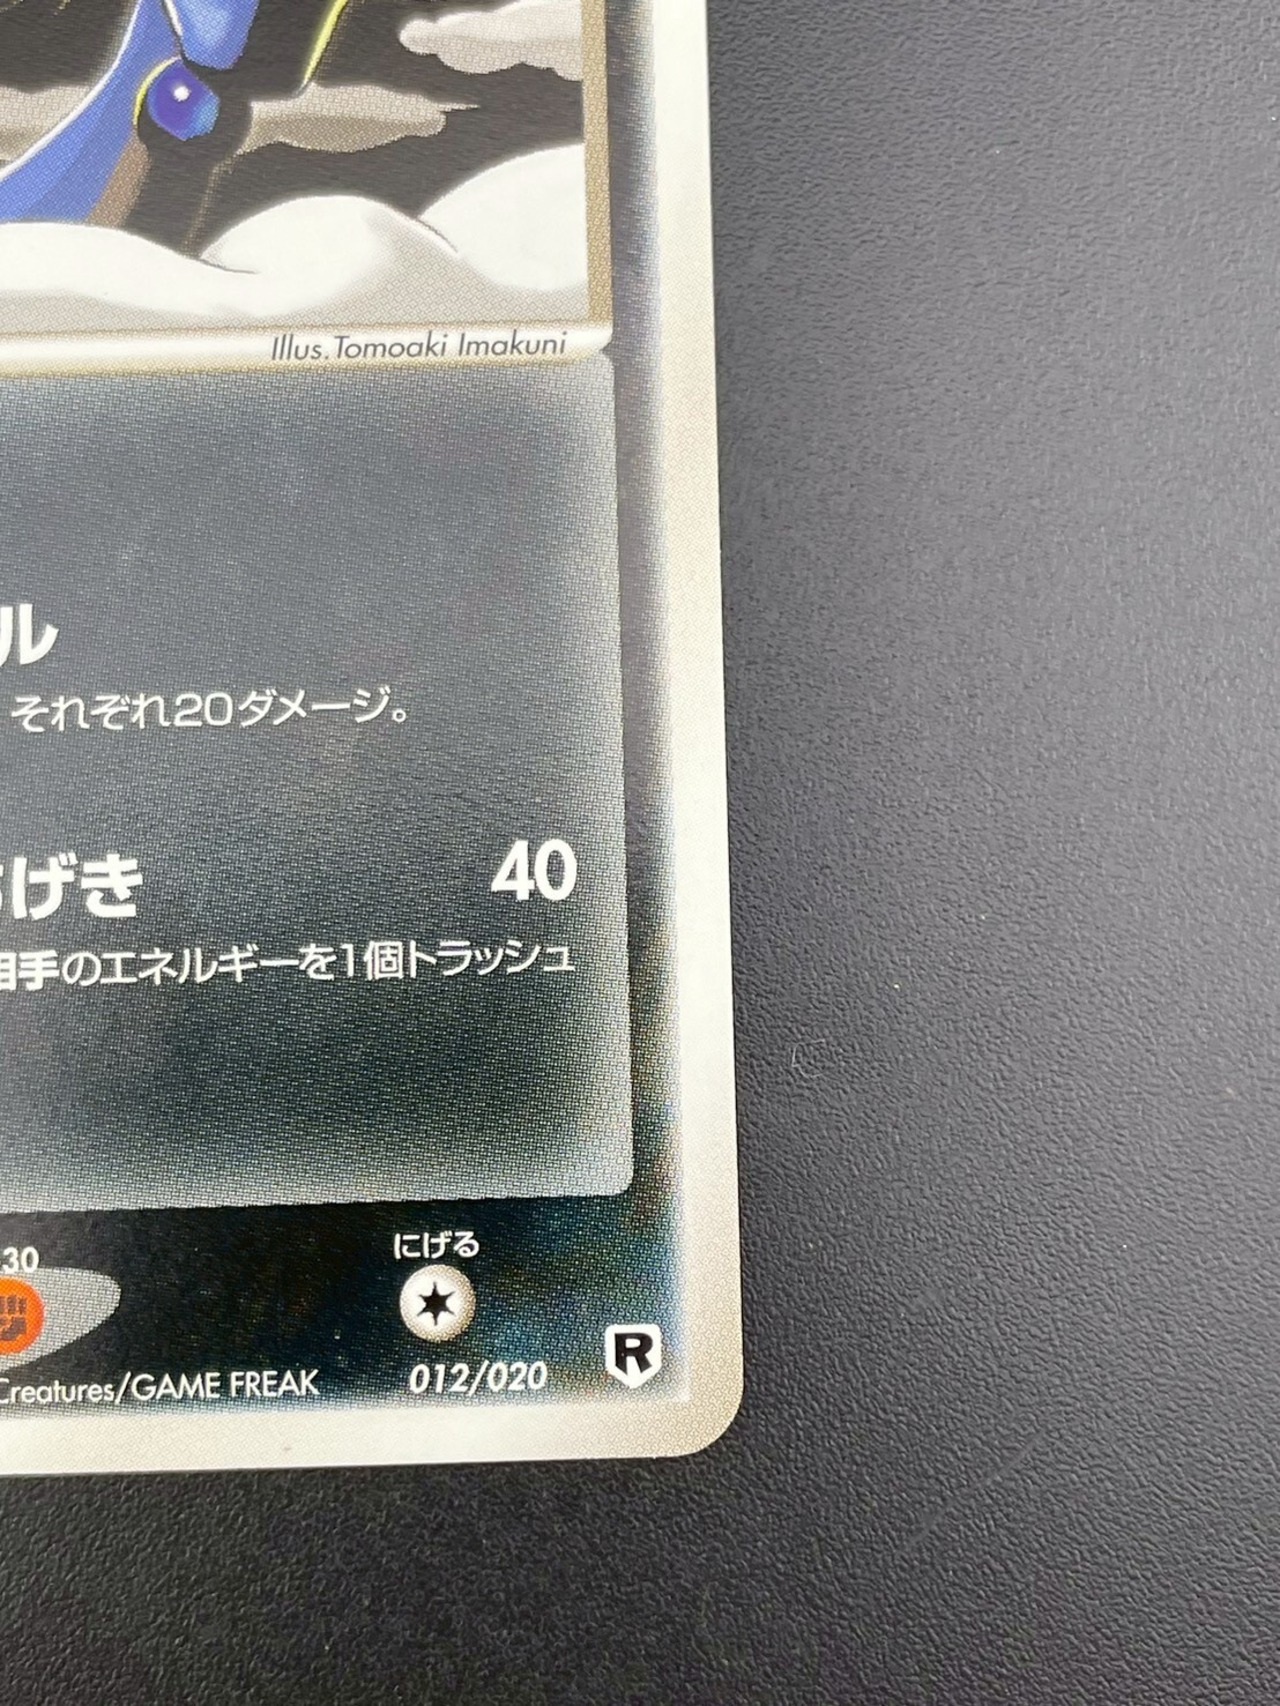 Illus. Tomoaki Imakuni
ル
それぞれ20ダメージ。
げき 40
相手のエネルギーを1個トラッシュ
30
にげる
Creatures/GAME FREAK 012/020 R